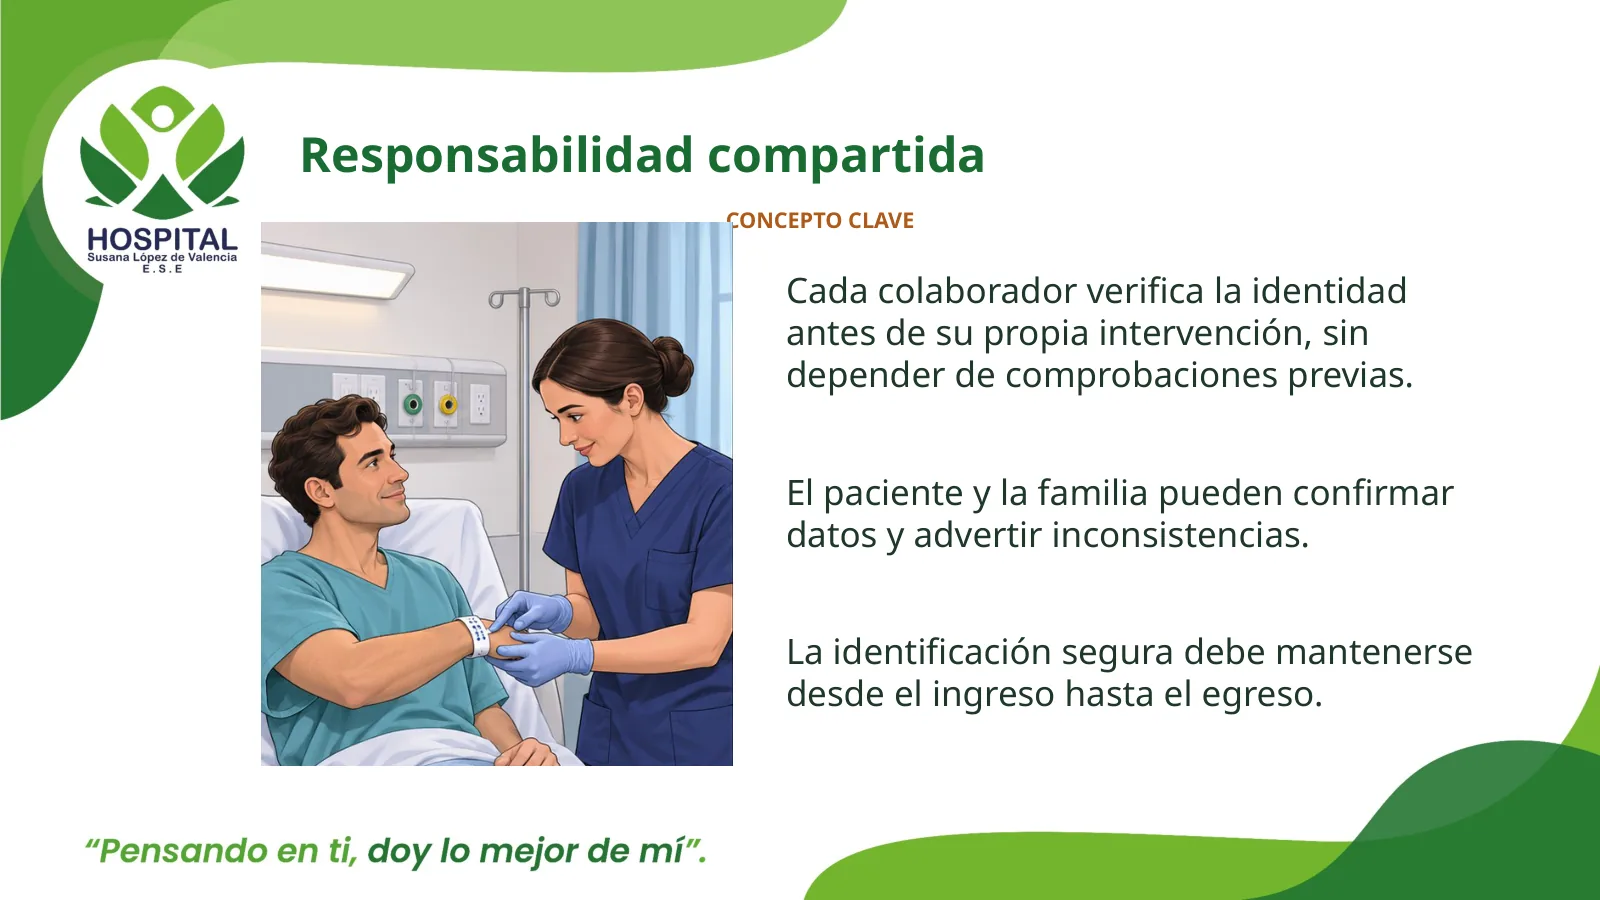 HOSPITAL
Susana López de Valencia
E.S.E
Responsabilidad compartida
CONCEPTO CLAVE
Cada colaborador verifica la identidad
antes de su propia intervención, sin
depender de comprobaciones previas.
El paciente y la familia pueden confirmar
datos y advertir inconsistencias.
La identificación segura debe mantenerse
desde el ingreso hasta el egreso.
“Pensando en ti, doy lo mejor de mí”.